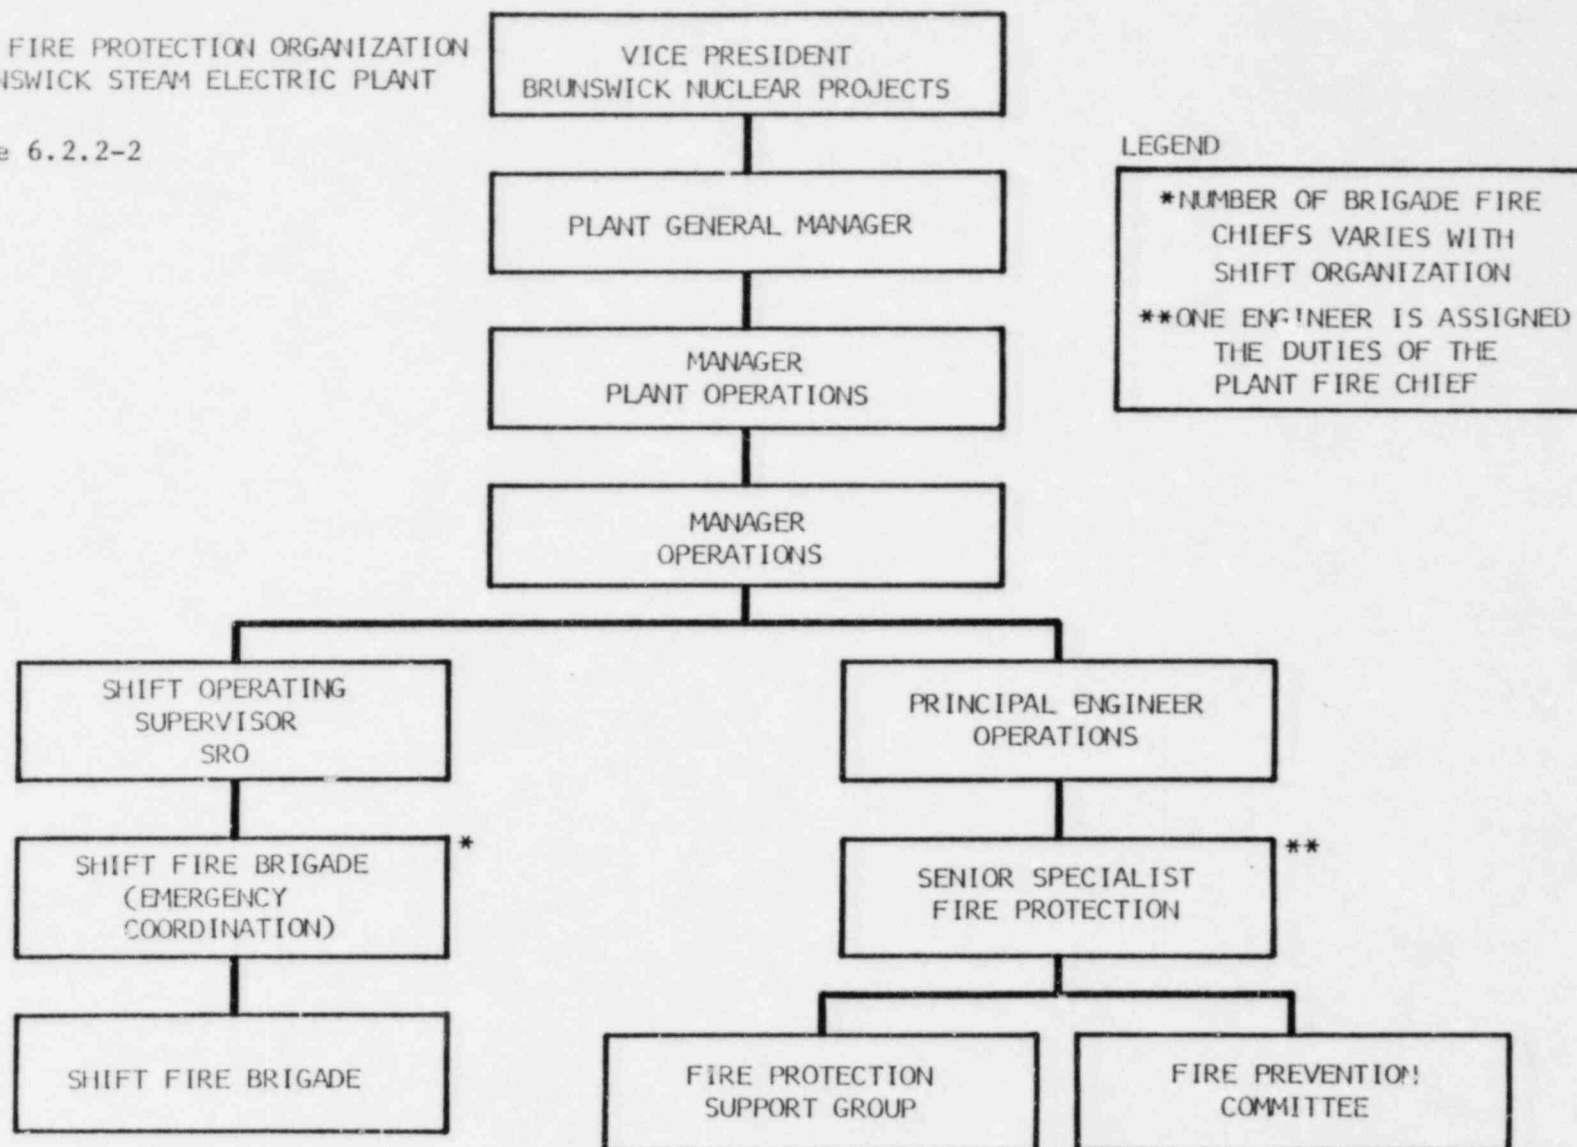 FIRE PROTECTION ORGANIZATION
NSWICK STEAM ELECTRIC PLANT
e 6.2.2-2
VICE PRESIDENT
BRUNSWICK NUCLEAR PROJECTS
LEGEND
*NUMBER OF BRIGADE FIRE
CHIEFS VARIES WITH
SHIFT ORGANIZATION
**ONE ENGINEER IS ASSIGNED
THE DUTIES OF THE
PLANT FIRE CHIEF
PLANT GENERAL MANAGER
MANAGER
PLANT OPERATIONS
MANAGER
OPERATIONS
SHIFT OPERATING
SUPERVISOR
SRO
PRINCIPAL ENGINEER
OPERATIONS
SHIFT FIRE BRIGADE *
(EMERGENCY
COORDINATION)
SENIOR SPECIALIST **
FIRE PROTECTION
SHIFT FIRE BRIGADE
FIRE PROTECTION
SUPPORT GROUP
FIRE PREVENTION
COMMITTEE